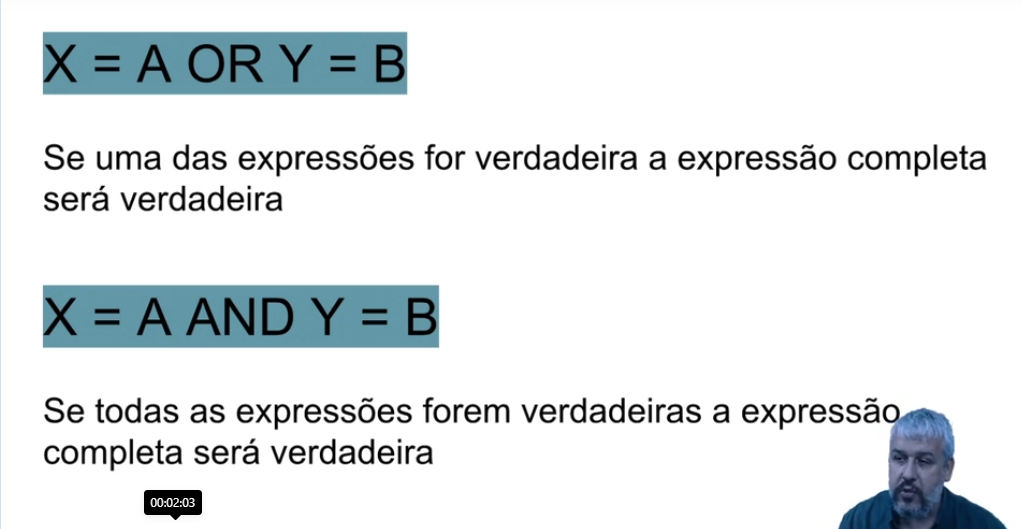 X = A OR Y = B
Se uma das expressões for verdadeira a expressão completa
será verdadeira
X = A AND Y = B
Se todas as expressões forem verdadeiras a expressão
completa será verdadeira
00:02:03